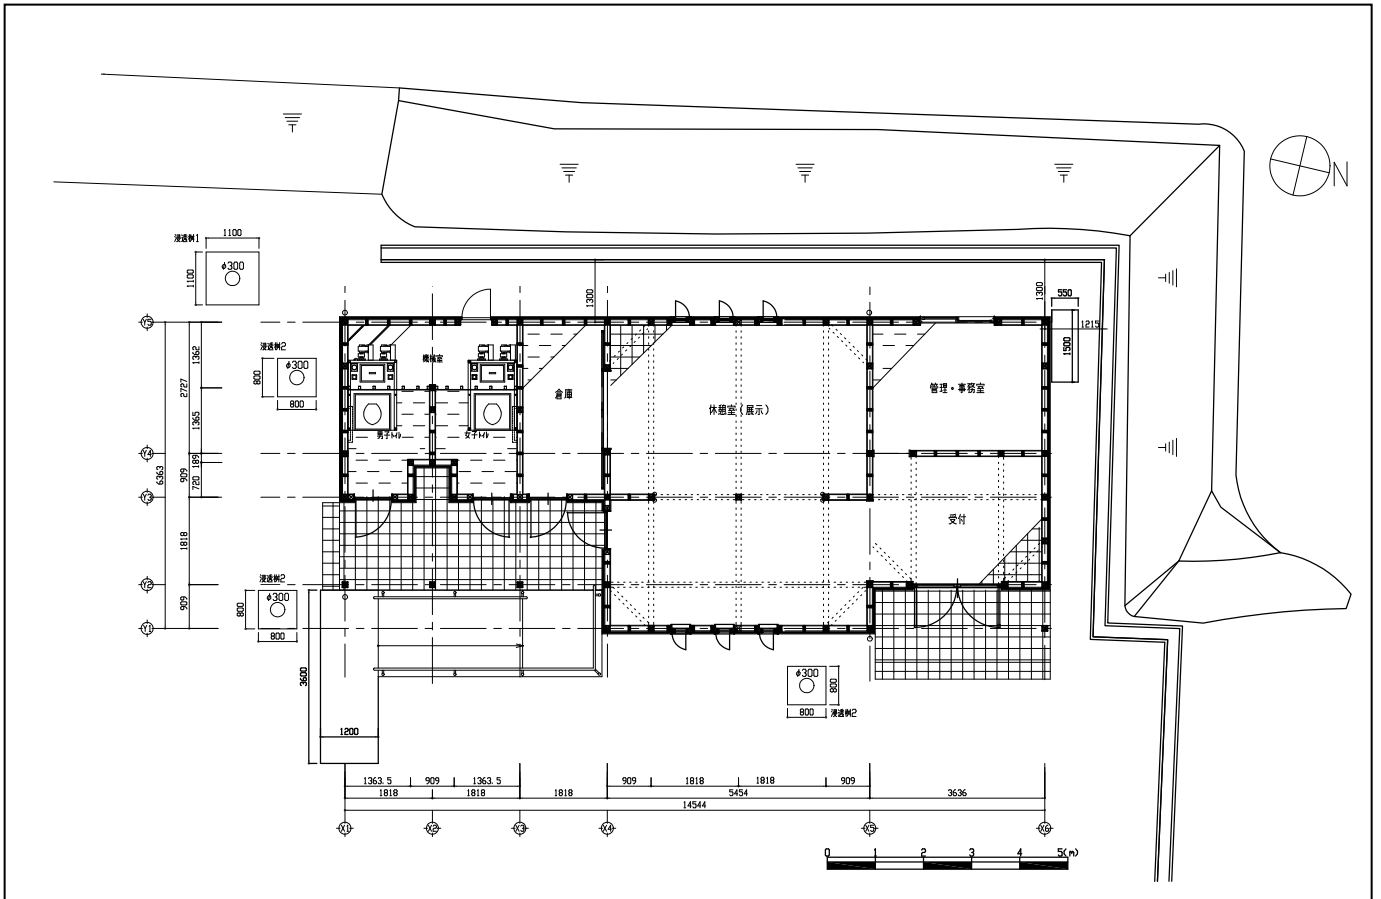 N
浸透桝1
1100
1100
φ300
浸透桝2
φ300
800
800
浸透桝2
φ300
800
800
φ300
800
800
浸透桝2
1300
1300
550
1215
1500
機械室
倉庫
男子トイレ
女子トイレ
休憩室(展示)
管理・事務室
受付
Y5
Y4
Y3
Y2
Y1
6363
2727
909
1818
909
1362
1365
189
720
3600
1200
1363.5
909
1363.5
909
1818
1818
909
1818
1818
1818
5454
3636
14544
X1
X2
X3
X4
X5
X6
0
1
2
3
4
5(m)